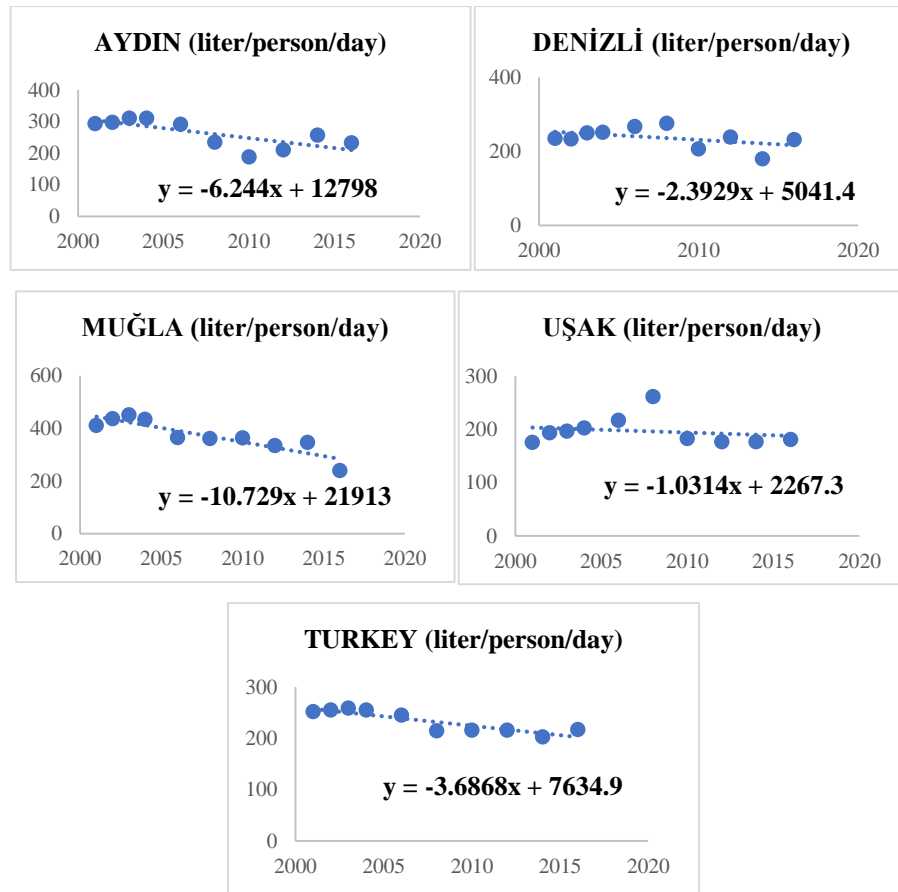 AYDIN (liter/person/day)
400
300
200
100
0
2000 2005 2010 2015 2020
y = -6.244x + 12798
DENİZLİ (liter/person/day)
400
200
0
2000 2010 2020
y = -2.3929x + 5041.4
MUĞLA (liter/person/day)
600
400
200
0
2000 2005 2010 2015 2020
y = -10.729x + 21913
UŞAK (liter/person/day)
300
200
100
0
2000 2005 2010 2015 2020
y = -1.0314x + 2267.3
TURKEY (liter/person/day)
300
200
100
0
2000 2005 2010 2015 2020
y = -3.6868x + 7634.9